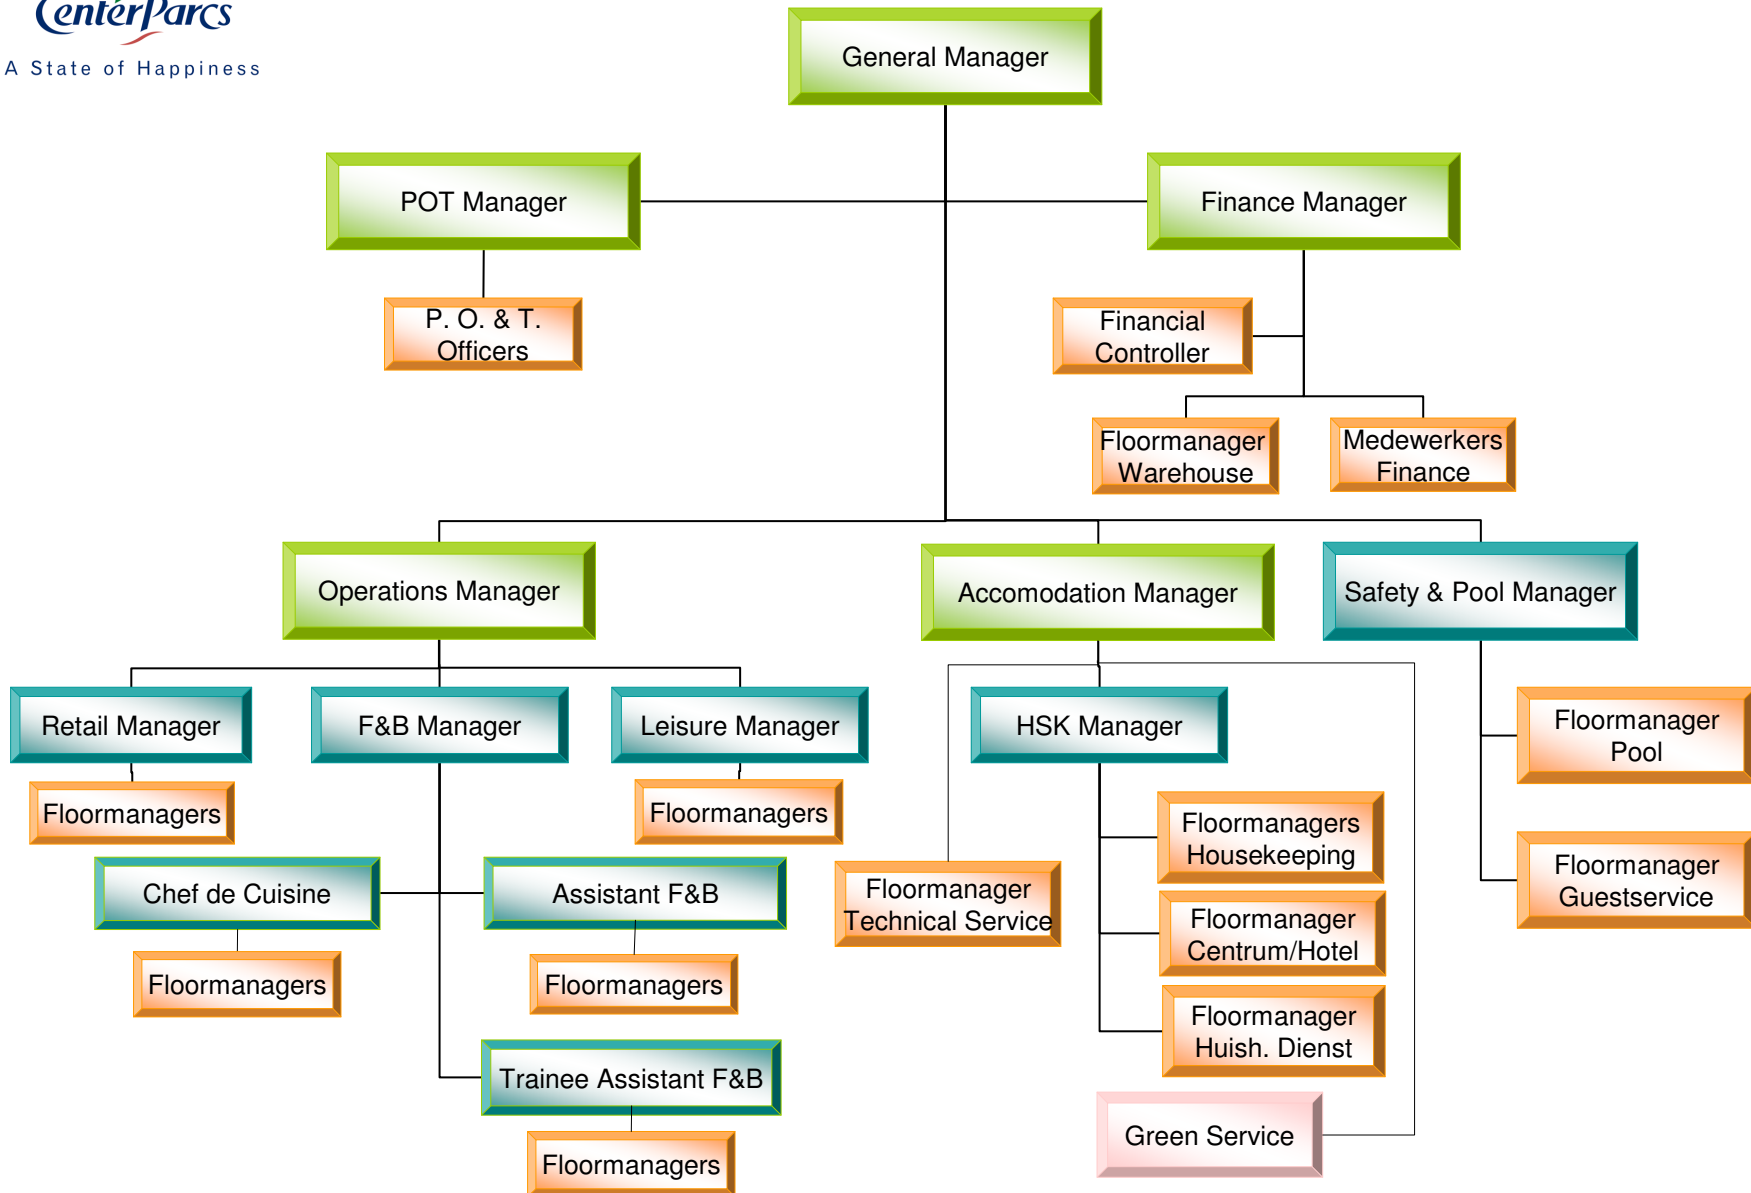 CenterParcs
A State of Happiness
General Manager
POT Manager
Finance Manager
P. O. & T.
Officers
Financial
Controller
Floormanager
Warehouse
Medewerkers
Finance
Operations Manager
Accomodation Manager
Safety & Pool Manager
Retail Manager
F&B Manager
Leisure Manager
HSK Manager
Floormanager
Pool
Floormanagers
Floormanagers
Floormanagers
Housekeeping
Chef de Cuisine
Assistant F&B
Floormanager
Technical Service
Floormanager
Centrum/Hotel
Floormanager
Guestservice
Floormanagers
Floormanagers
Floormanager
Huish. Dienst
Trainee Assistant F&B
Green Service
Floormanagers